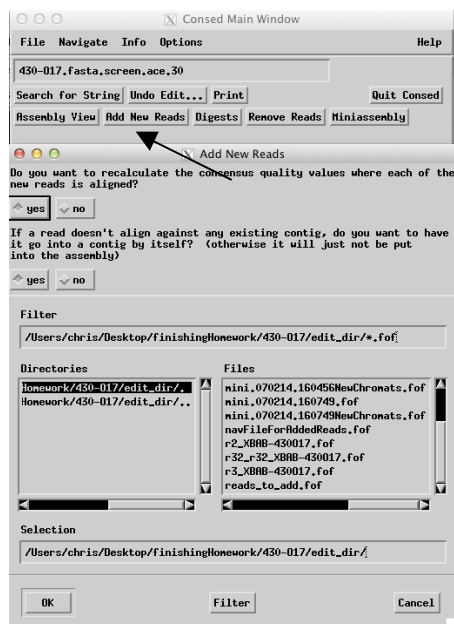 Consed Main Window
File Navigate Info Options Help
430-017.fasta.screen.ace.30
Search for String Undo Edit... Print Quit Consed
Assembly View Add New Reads Digests Remove Reads Miniassembly
Add New Reads
Do you want to recalculate the consensus quality values where each of the
new reads is aligned?
yes no
If a read doesn't align against any existing contig, do you want to have
it go into a contig by itself? (otherwise it will just not be put
into the assembly)
yes no
Filter
/Users/chris/Desktop/finishingHomework/430-017/edit_dir/*.fof
Directories Files
Homework/430-017/edit_dir/. mini.070214.160456NewChromats.fof
Homework/430-017/edit_dir/.. mini.070214.160749.fof
mini.070214.160749NewChromats.fof
navFileForAddedReads.fof
r2_XBAB-430017.fof
r32_r32_XBAB-430017.fof
r3_XBAB-430017.fof
reads_to_add.fof
Selection
/Users/chris/Desktop/finishingHomework/430-017/edit_dir/
OK Filter Cancel